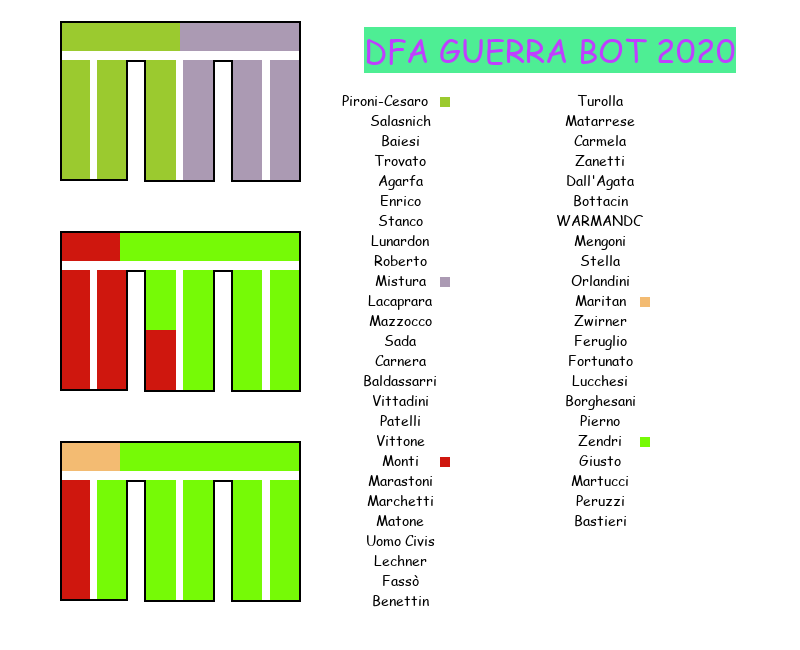 DFA GUERRA BOT 2020
Pironi-Cesaro
Salasnich
Baiesi
Trovato
Agarfa
Enrico
Stanco
Lunardon
Roberto
Mistura
Lacaprara
Mazzocco
Sada
Carnera
Baldassarri
Vittadini
Patelli
Vittone
Monti
Marastoni
Marchetti
Matone
Uomo Civis
Lechner
Fassò
Benettin
Turolla
Matarrese
Carmela
Zanetti
Dall'Agata
Bottacin
WARMANDC
Mengoni
Stella
Orlandini
Maritan
Zwirner
Feruglio
Fortunato
Lucchesi
Borghesani
Pierno
Zendri
Giusto
Martucci
Peruzzi
Bastieri